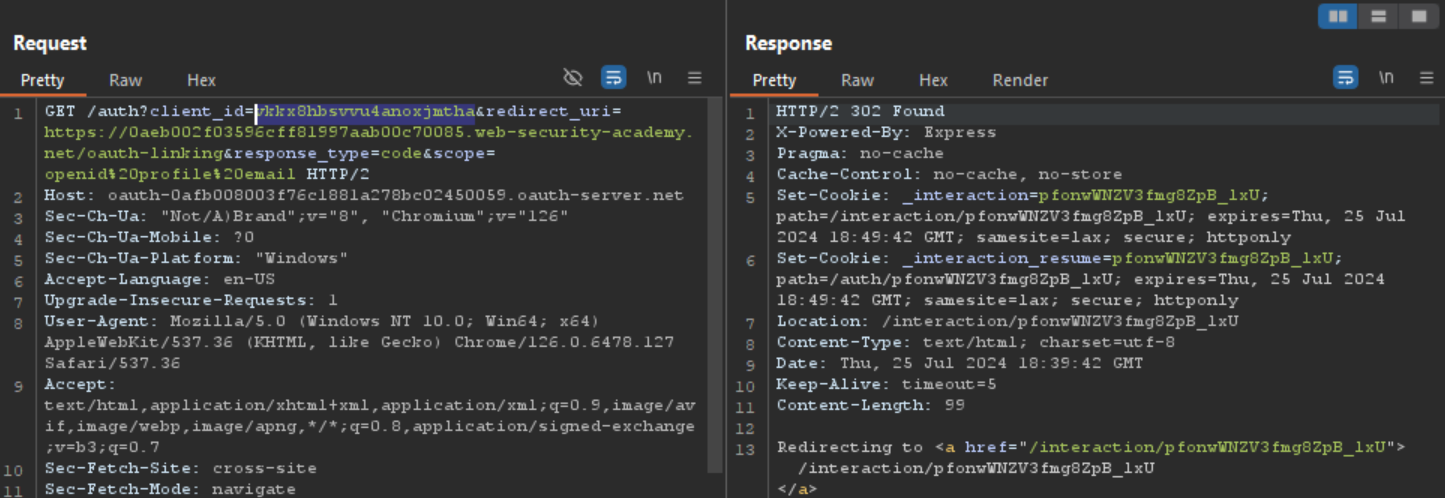 Request
Response
Pretty Raw Hex
\n
Pretty Raw Hex Render
\n
1 GET /auth?client_id=vkkx8hbsvvu4anoxjmtha&redirect_uri=
https://0aeb002f03596cff81997aab00c70085.web-security-academy.
net/oauth-linking&response_type=code&scope=
openid%20profile%20email HTTP/2
2 Host: oauth-0afb008003f76c1881a278bc02450059.oauth-server.net
3 Sec-Ch-Ua: "Not/A)Brand";v="8", "Chromium";v="126"
4 Sec-Ch-Ua-Mobile: ?0
5 Sec-Ch-Ua-Platform: "Windows"
6 Accept-Language: en-US
7 Upgrade-Insecure-Requests: 1
8 User-Agent: Mozilla/5.0 (Windows NT 10.0; Win64; x64)
AppleWebKit/537.36 (KHTML, like Gecko) Chrome/126.0.6478.127
Safari/537.36
9 Accept:
text/html,application/xhtml+xml,application/xml;q=0.9,image/av
if,image/webp,image/apng,*/*;q=0.8,application/signed-exchange
;v=b3;q=0.7
10 Sec-Fetch-Site: cross-site
11 Sec-Fetch-Mode: navigate
1 HTTP/2 302 Found
2 X-Powered-By: Express
3 Pragma: no-cache
4 Cache-Control: no-cache, no-store
5 Set-Cookie: _interaction=pfonwWNZV3fmg8ZpB_lxU;
path=/interaction/pfonwWNZV3fmg8ZpB_lxU; expires=Thu, 25 Jul
2024 18:49:42 GMT; samesite=lax; secure; httponly
6 Set-Cookie: _interaction_resume=pfonwWNZV3fmg8ZpB_lxU;
path=/auth/pfonwWNZV3fmg8ZpB_lxU; expires=Thu, 25 Jul 2024
18:49:42 GMT; samesite=lax; secure; httponly
7 Location: /interaction/pfonwWNZV3fmg8ZpB_lxU
8 Content-Type: text/html; charset=utf-8
9 Date: Thu, 25 Jul 2024 18:39:42 GMT
10 Keep-Alive: timeout=5
11 Content-Length: 99
12
13 Redirecting to <a href="/interaction/pfonwWNZV3fmg8ZpB_lxU">
/interaction/pfonwWNZV3fmg8ZpB_lxU
</a>